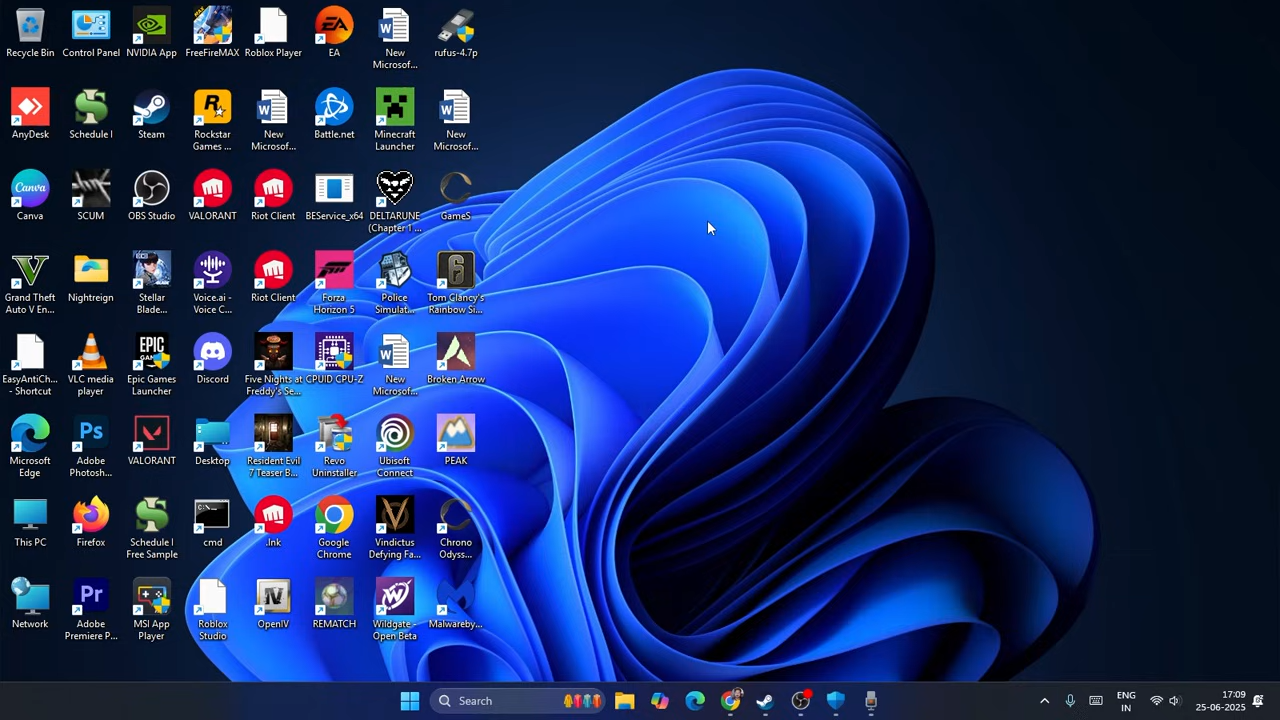 Recycle Bin
Control Panel
NVIDIA App
FreeFireMAX
Roblox Player
EA
New
Microsof...
rufus-4.7p
AnyDesk
Schedule I
Steam
Rockstar
Games ...
New
Microsof...
Battle.net
Minecraft
Launcher
New
Microsof...
Canva
Canva
SCUM
OBS Studio
VALORANT
Riot Client
BEService_x64
DELTARUNE
(Chapter 1 ...
GameS
Grand Theft
Auto V En...
Nightreign
Stellar
Blade...
Voice.ai -
Voice C...
Riot Client
Forza
Horizon 5
Police
Simulat...
Tom Clancy's
Rainbow Si...
EasyAntiCh...
- Shortcut
VLC media
player
EPIC
Epic Games
Launcher
Discord
Five Nights at
Freddy's Se...
CPUID CPU-Z
New
Microsof...
Broken Arrow
Microsoft
Edge
Ps
Adobe
Photosh...
VALORANT
Desktop
Resident Evil
7 Teaser B...
Revo
Uninstaller
Ubisoft
Connect
PEAK
This PC
Firefox
Schedule I
Free Sample
cmd
.lnk
Google
Chrome
Vindictus
Defying Fa...
Chrono
Odyss...
Network
Pr
Adobe
Premiere P...
MSI App
Player
Roblox
Studio
IV
OpenIV
REMATCH
Wildgate -
Open Beta
Malwareby...
Search
ENG
IN
17:09
25-06-2025